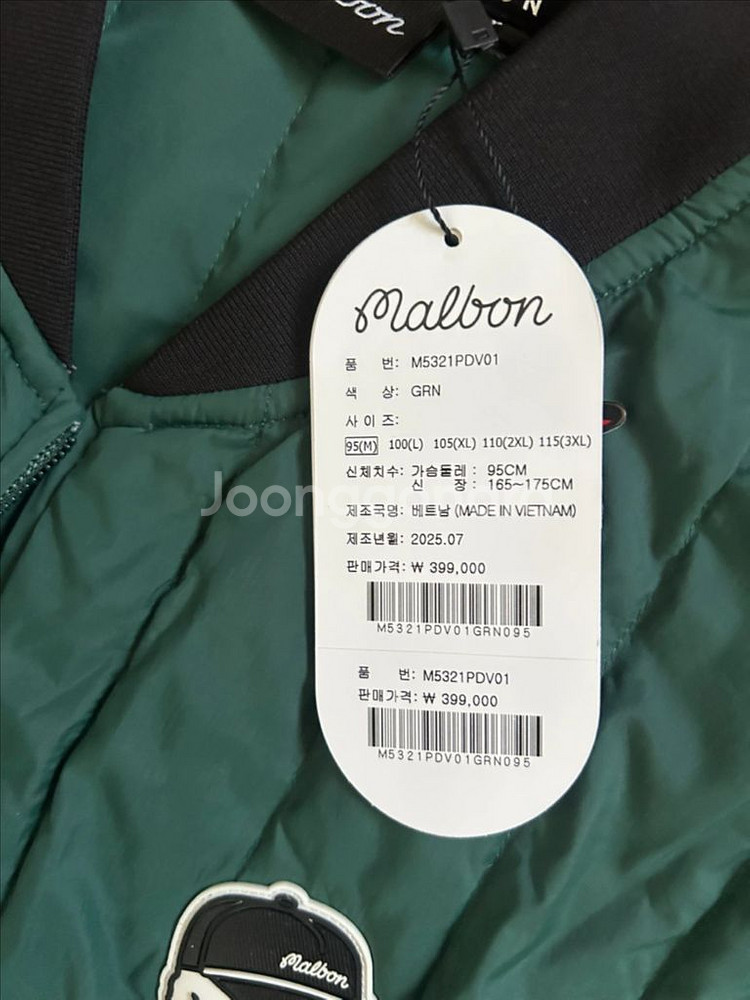 Malbon
품 번: M5321PDV01
색 상: GRN
사 이 즈:
95(M) 100(L) 105(XL) 110(2XL) 115(3XL)
신체치수: 가슴둘레 : 95CM
신 장 : 165~175CM
제조국명: 베트남 (MADE IN VIETNAM)
제조년월: 2025.07
판매가격: ₩ 399,000
M5321PDV01GRN095
품 번: M5321PDV01
판매가격: ₩ 399,000
M5321PDV01GRN095
Malbon